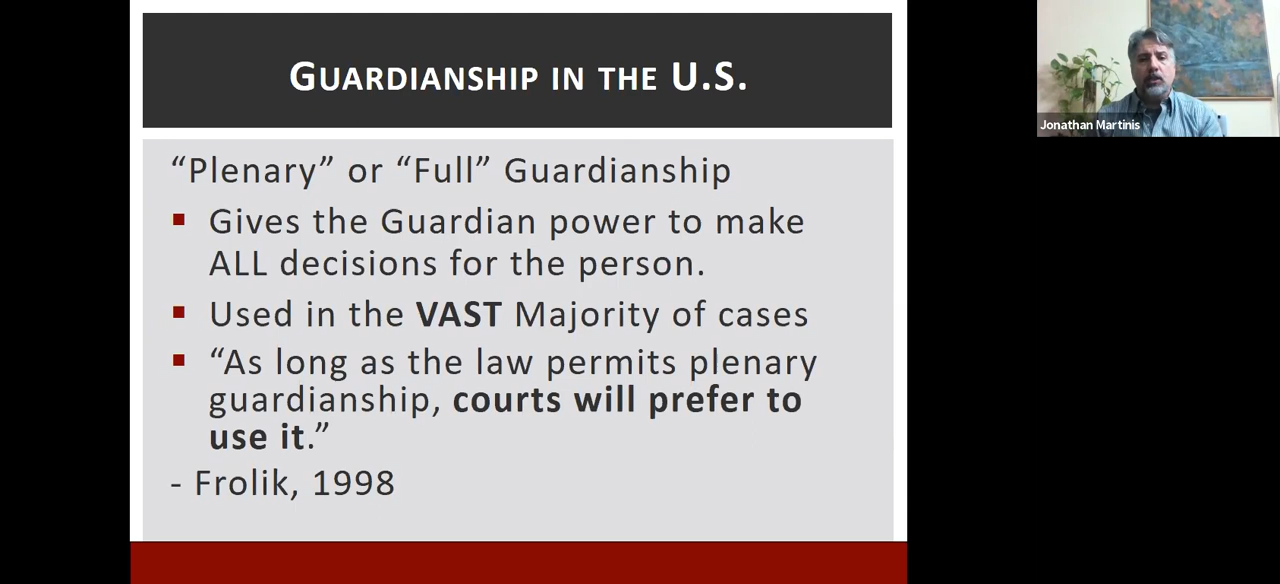 GUARDIANSHIP IN THE U.S.
“Plenary” or “Full” Guardianship
▪ Gives the Guardian power to make
ALL decisions for the person.
▪ Used in the VAST Majority of cases
▪ “As long as the law permits plenary
guardianship, courts will prefer to
use it.”
- Frolik, 1998
Jonathan Martinis